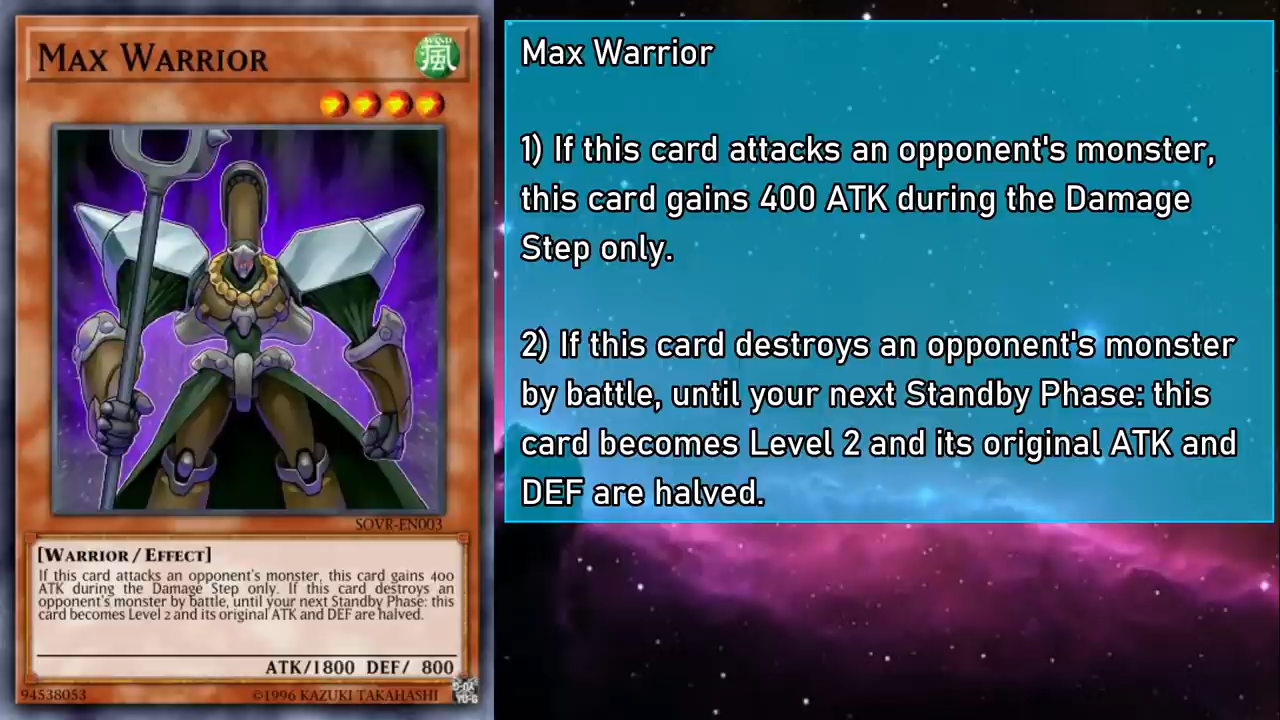 MAX WARRIOR
WIND
風
SOVR-EN003
[WARRIOR / EFFECT]
If this card attacks an opponent's monster, this card gains 400
ATK during the Damage Step only. If this card destroys an
opponent's monster by battle, until your next Standby Phase: this
card becomes Level 2 and its original ATK and DEF are halved.
ATK/1800 DEF/ 800
94538053
©1996 KAZUKI TAKAHASHI
Max Warrior
1) If this card attacks an opponent's monster,
this card gains 400 ATK during the Damage
Step only.
2) If this card destroys an opponent's monster
by battle, until your next Standby Phase: this
card becomes Level 2 and its original ATK and
DEF are halved.